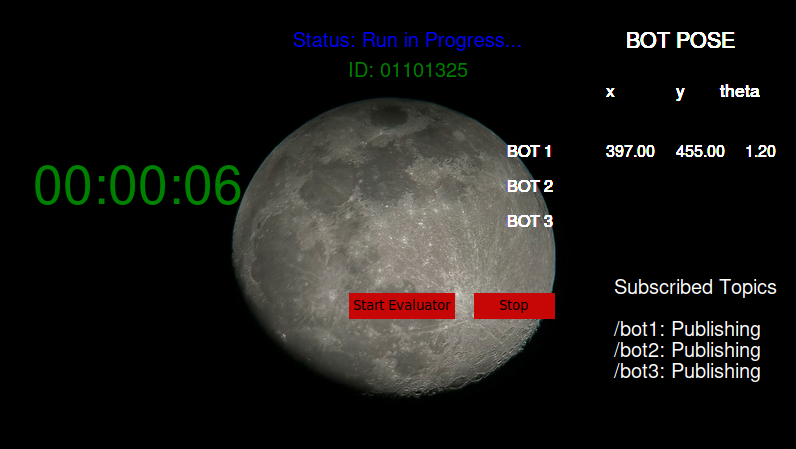 Status: Run in Progress...
ID: 01101325
00:00:06
BOT POSE
x y theta
BOT 1 397.00 455.00 1.20
BOT 2
BOT 3
Start Evaluator Stop
Subscribed Topics
/bot1: Publishing
/bot2: Publishing
/bot3: Publishing